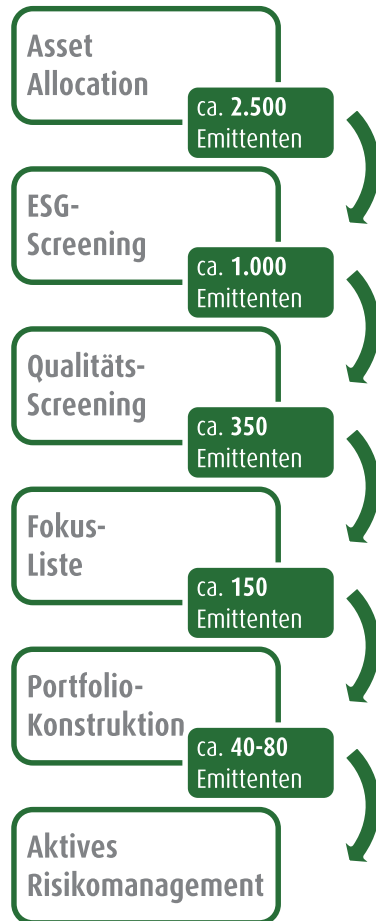 Asset
Allocation
ca. 2.500
Emittenten
ESG-
Screening
ca. 1.000
Emittenten
Qualitäts-
Screening
ca. 350
Emittenten
Fokus-
Liste
ca. 150
Emittenten
Portfolio-
Konstruktion
ca. 40-80
Emittenten
Aktives
Risikomanagement